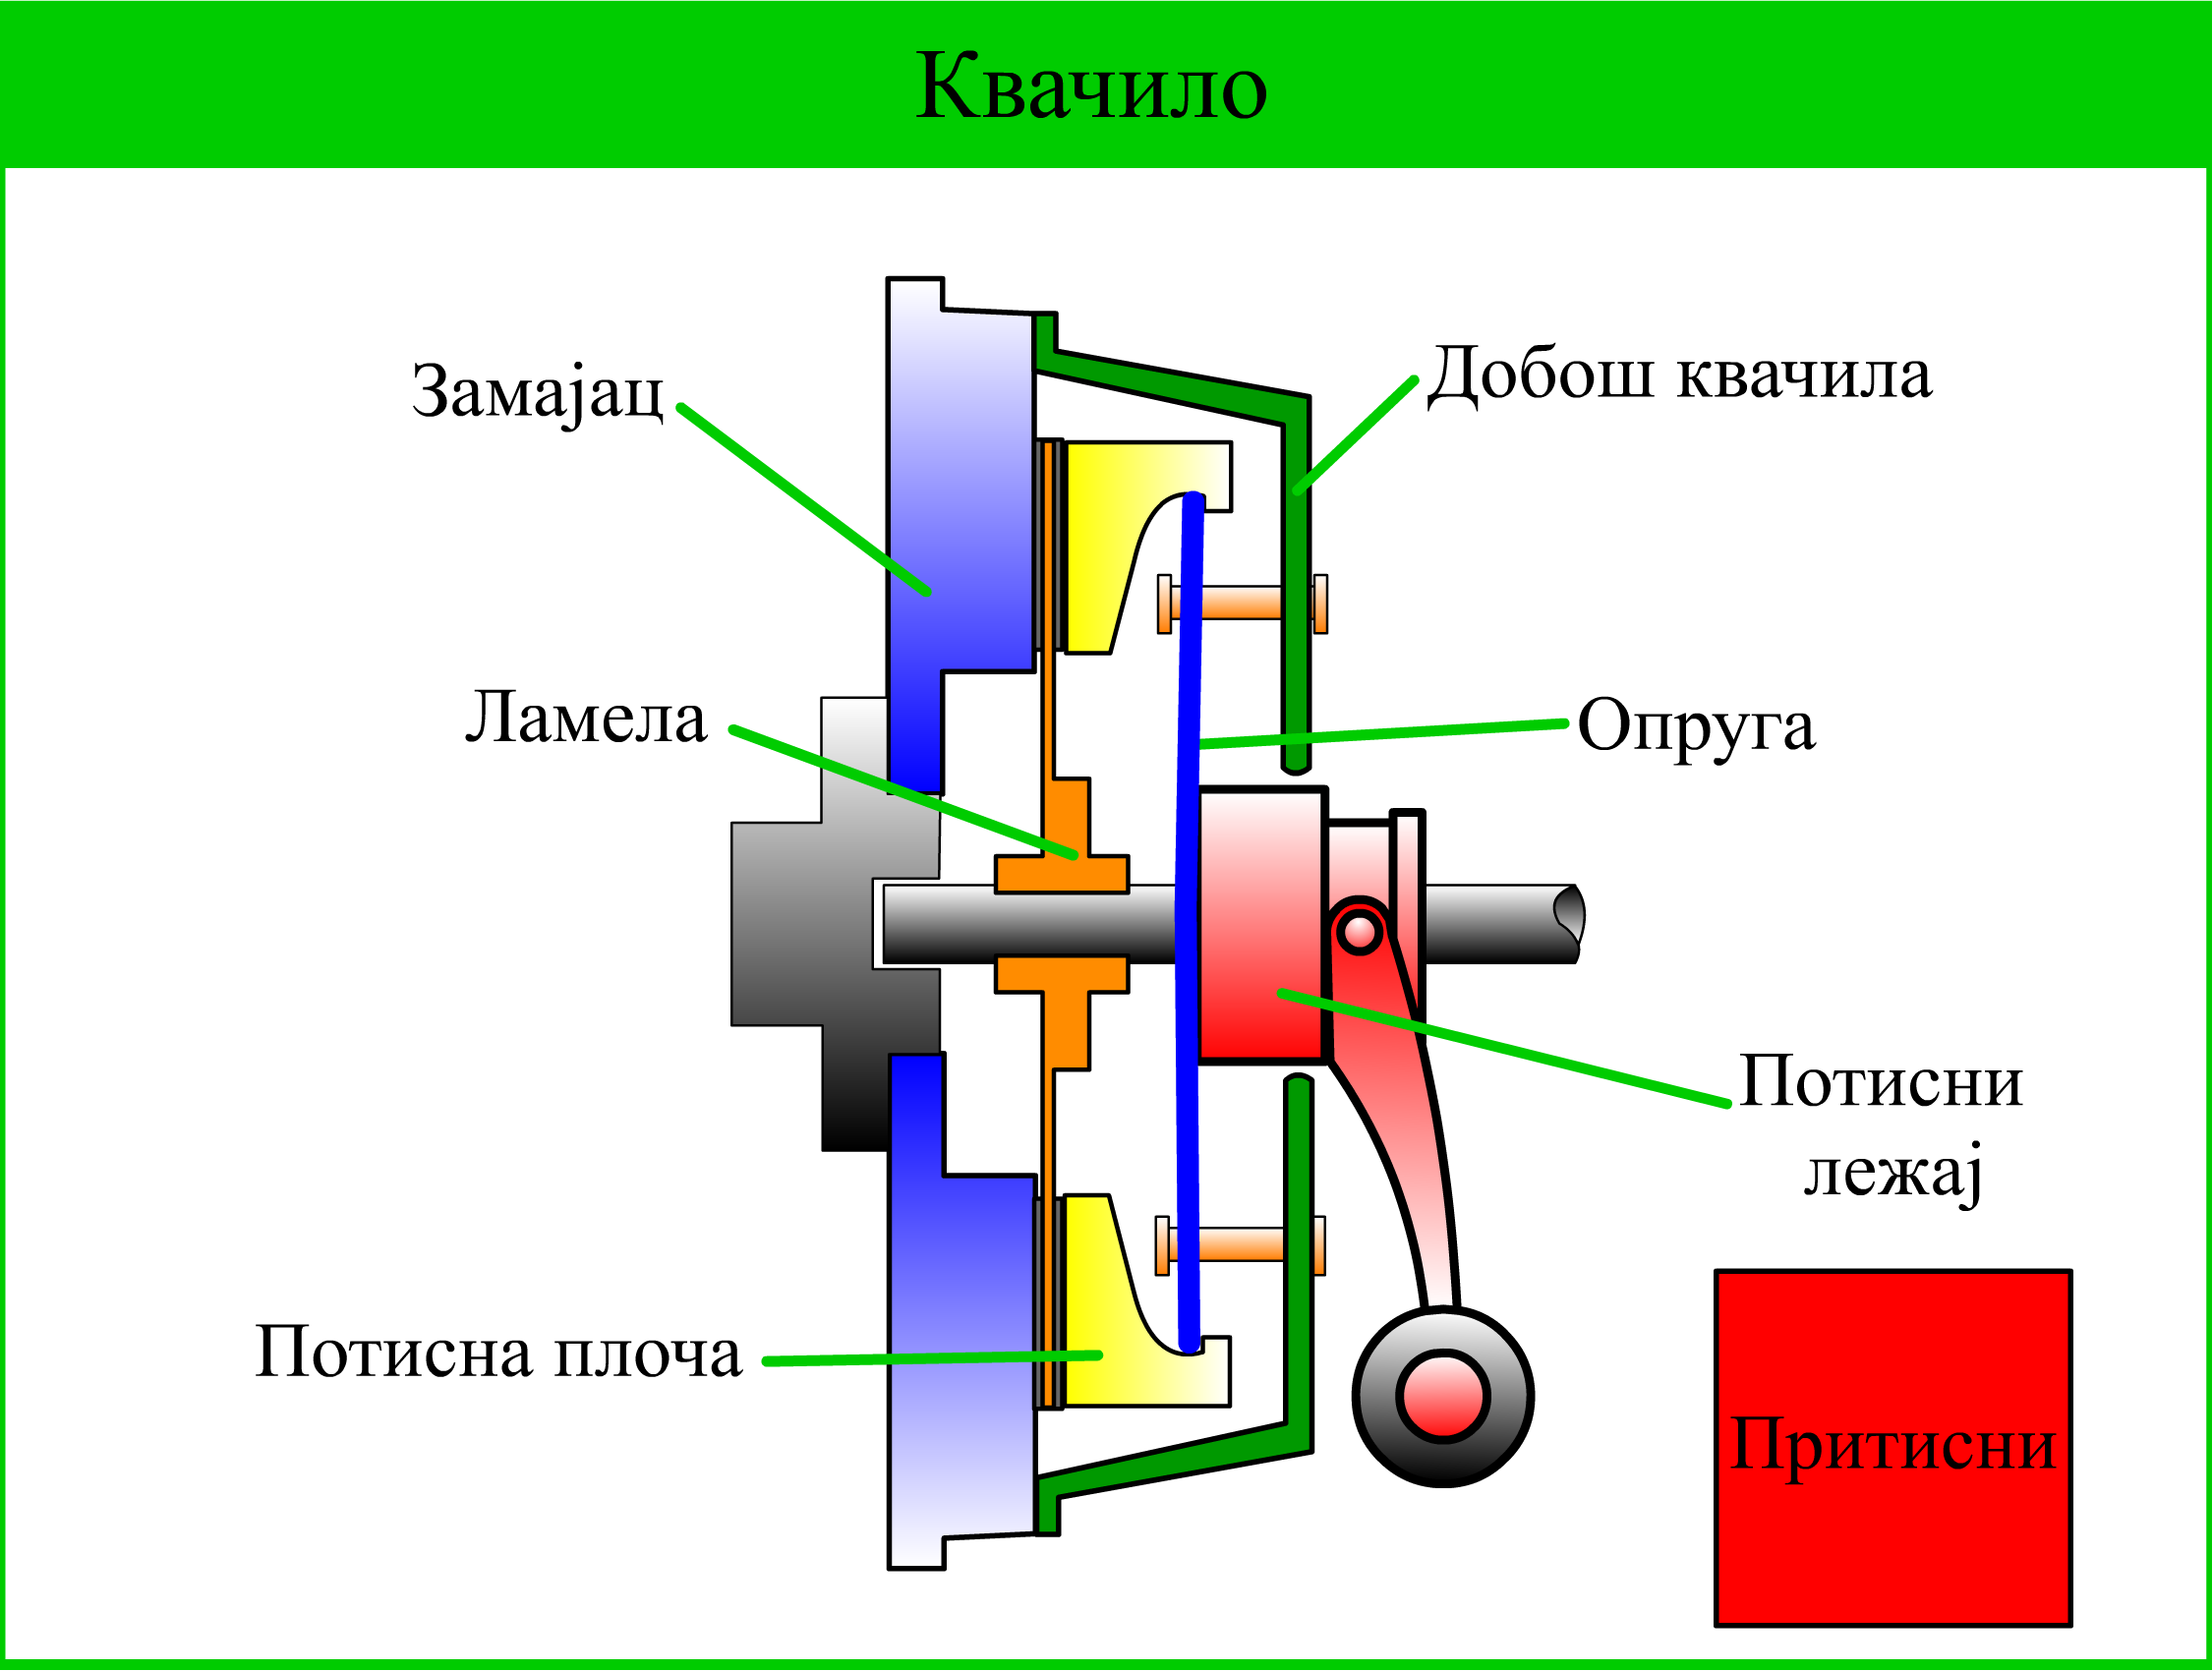 Квачило
Замајац
Добош квачила
Ламела
Опруга
Потисни
лежај
Потисна плоча
Притисни